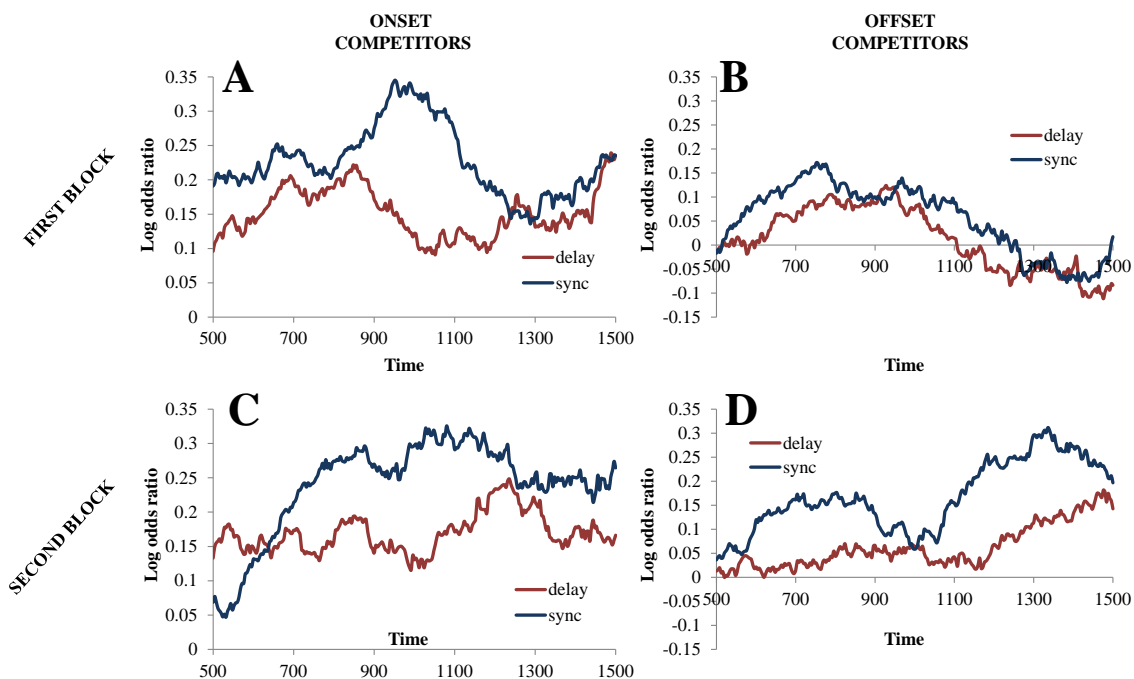 ONSET
COMPETITORS
OFFSET
COMPETITORS
FIRST BLOCK
A
Log odds ratio
0.35
0.3
0.25
0.2
0.15
0.1
0.05
0
500 700 900 1100 1300 1500
Time
delay
sync
B
Log odds ratio
0.35
0.3
0.25
0.2
0.15
0.1
0.05
0
-0.05
-0.1
-0.15
500 700 900 1100 1300 1500
Time
delay
sync
SECOND BLOCK
C
Log odds ratio
0.35
0.3
0.25
0.2
0.15
0.1
0.05
0
500 700 900 1100 1300 1500
Time
delay
sync
D
Log odds ratio
0.35
0.3
0.25
0.2
0.15
0.1
0.05
0
-0.05
-0.1
-0.15
500 700 900 1100 1300 1500
Time
delay
sync